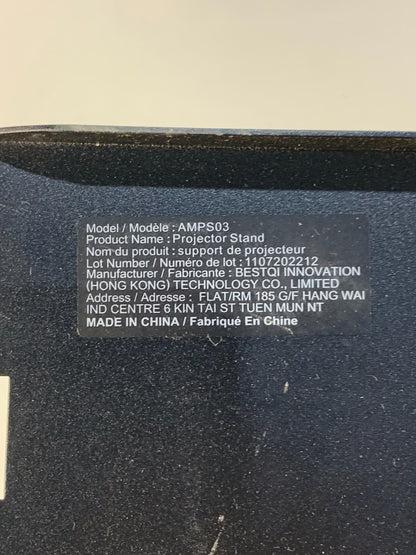 Model / Modèle : AMPS03
Product Name : Projector Stand
Nom du produit : support de projecteur
Lot Number / Numéro de lot : 1107202212
Manufacturer / Fabricante : BESTQI INNOVATION
(HONG KONG) TECHNOLOGY CO., LIMITED
Address / Adresse : FLAT/RM 185 G/F HANG WAI
IND CENTRE 6 KIN TAI ST TUEN MUN NT
MADE IN CHINA / Fabriqué En Chine